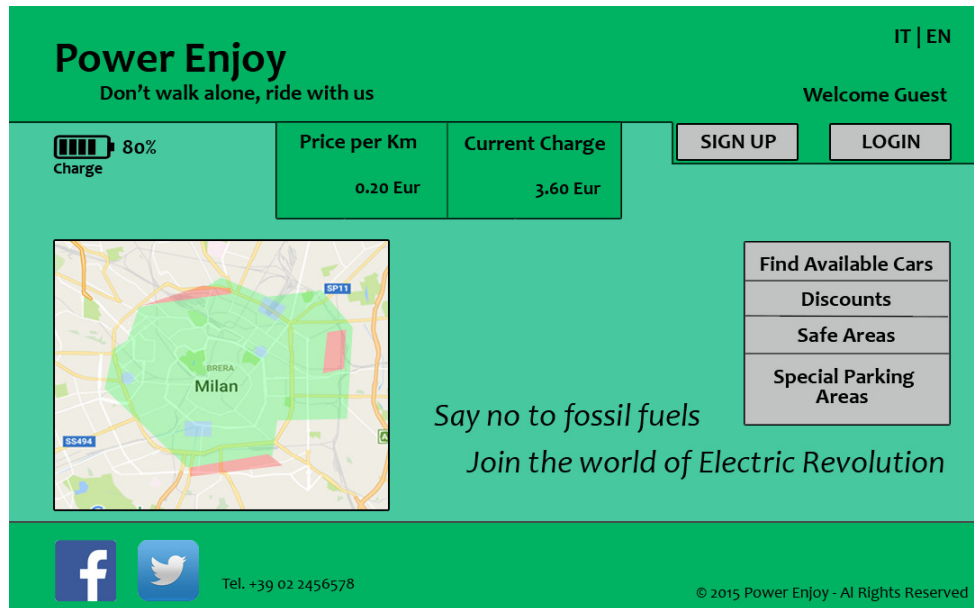 Power Enjoy
Don't walk alone, ride with us
IT | EN
Welcome Guest
80%
Charge
Price per Km
0.20 Eur
Current Charge
3.60 Eur
SIGN UP
LOGIN
SP11
BRERA
Milan
SS494
Find Available Cars
Discounts
Safe Areas
Special Parking
Areas
Say no to fossil fuels
Join the world of Electric Revolution
f
Tel. +39 02 2456578
© 2015 Power Enjoy - Al Rights Reserved